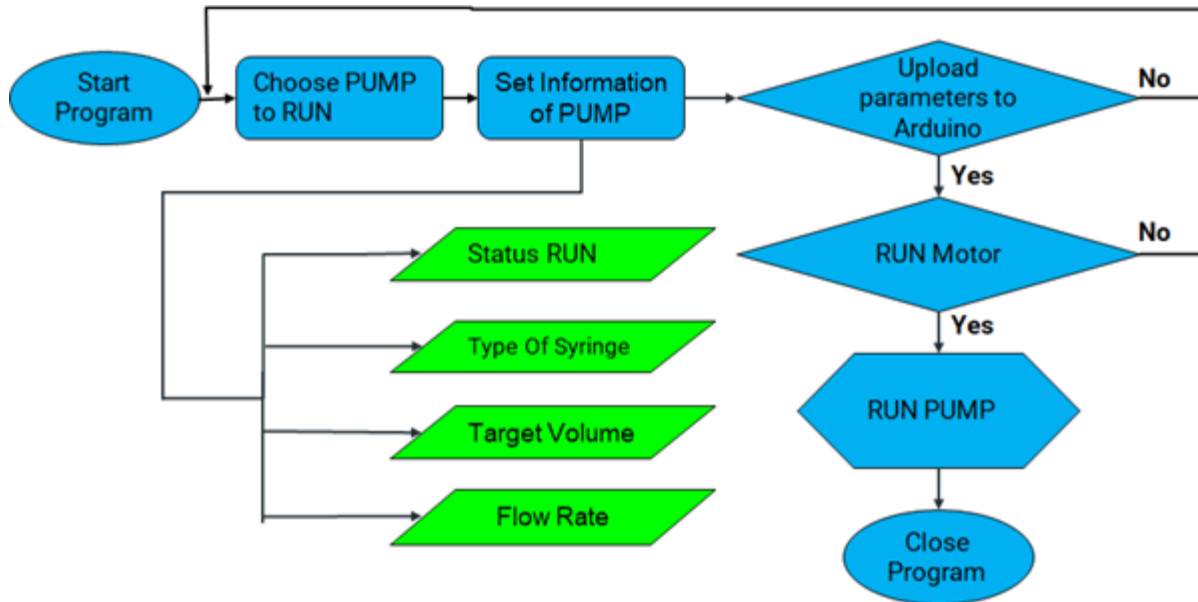 Start
Program
Choose PUMP
to RUN
Set Information
of PUMP
Upload
parameters to
Arduino
No
Yes
RUN Motor
No
Yes
RUN PUMP
Close
Program
Status RUN
Type Of Syringe
Target Volume
Flow Rate